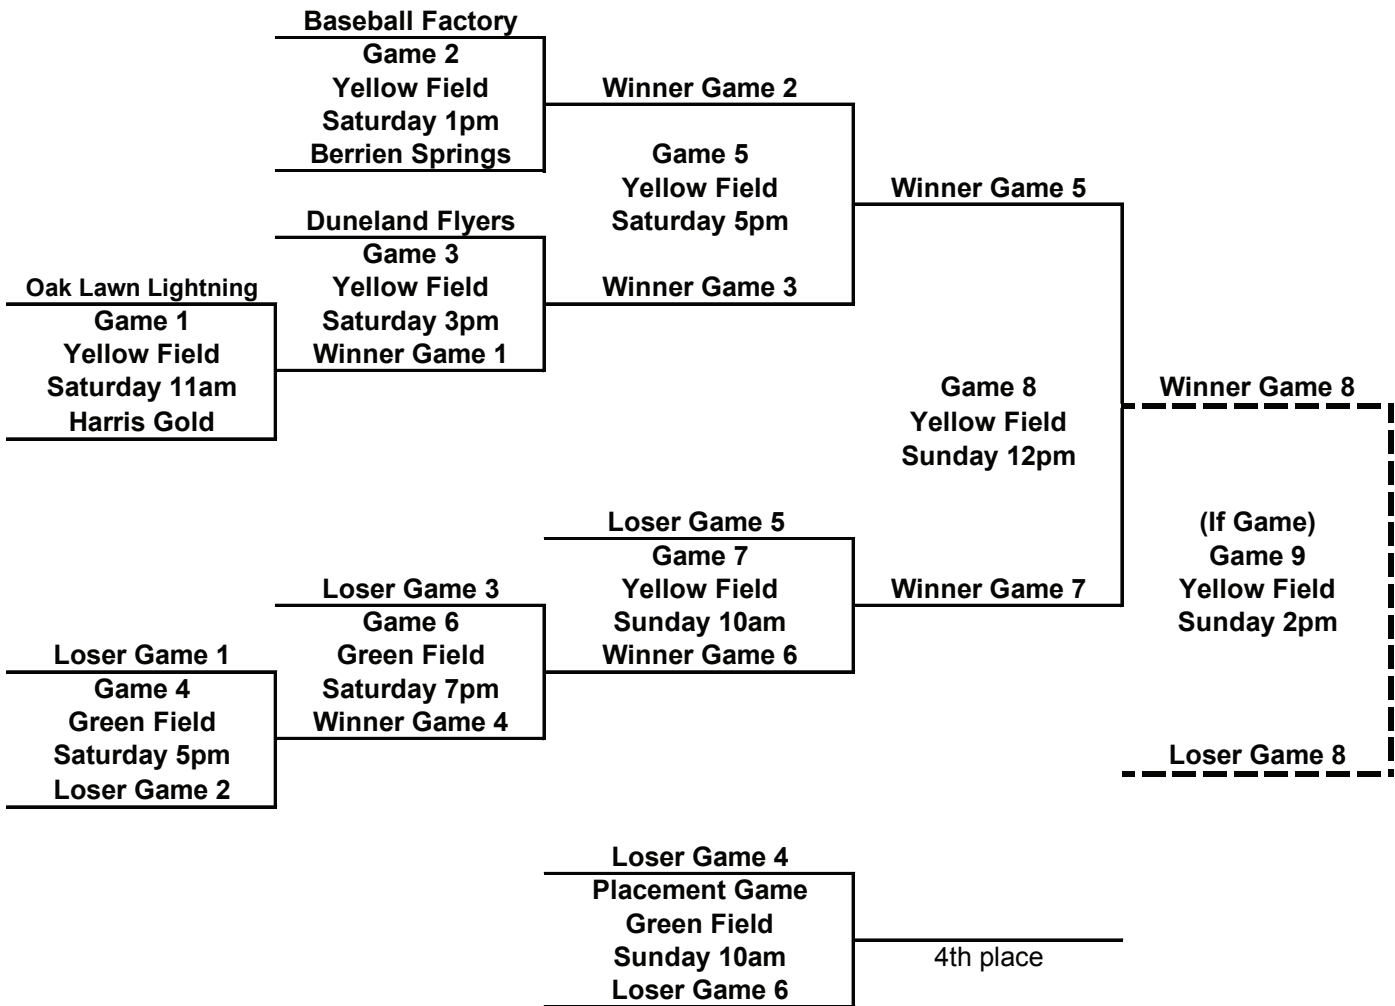 Baseball Factory
Game 2
Yellow Field
Saturday 1pm
Berrien Springs
Winner Game 2
Game 5
Yellow Field
Saturday 5pm
Winner Game 3
Winner Game 5
Duneland Flyers
Game 3
Yellow Field
Saturday 3pm
Winner Game 1
Oak Lawn Lightning
Game 1
Yellow Field
Saturday 11am
Harris Gold
Game 8
Yellow Field
Sunday 12pm
Winner Game 8
(If Game)
Game 9
Yellow Field
Sunday 2pm
Loser Game 8
Loser Game 5
Game 7
Yellow Field
Sunday 10am
Winner Game 6
Winner Game 7
Loser Game 3
Game 6
Green Field
Saturday 7pm
Winner Game 4
Loser Game 1
Game 4
Green Field
Saturday 5pm
Loser Game 2
Loser Game 4
Placement Game
Green Field
Sunday 10am
Loser Game 6
4th place